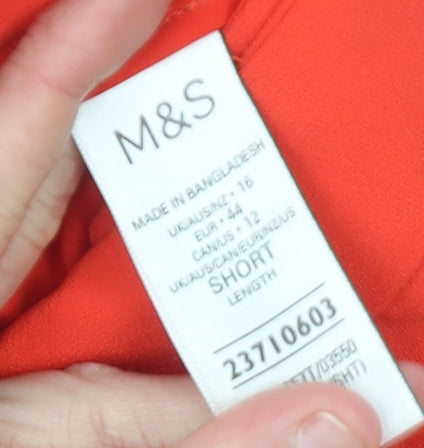 M&S
MADE IN BANGLADESH
UK/AUS/NZ • 16
EUR • 44
CAN/US • 12
UK/AUS/CAN/EUR/NZ/US
SHORT
LENGTH
23710603
/03550